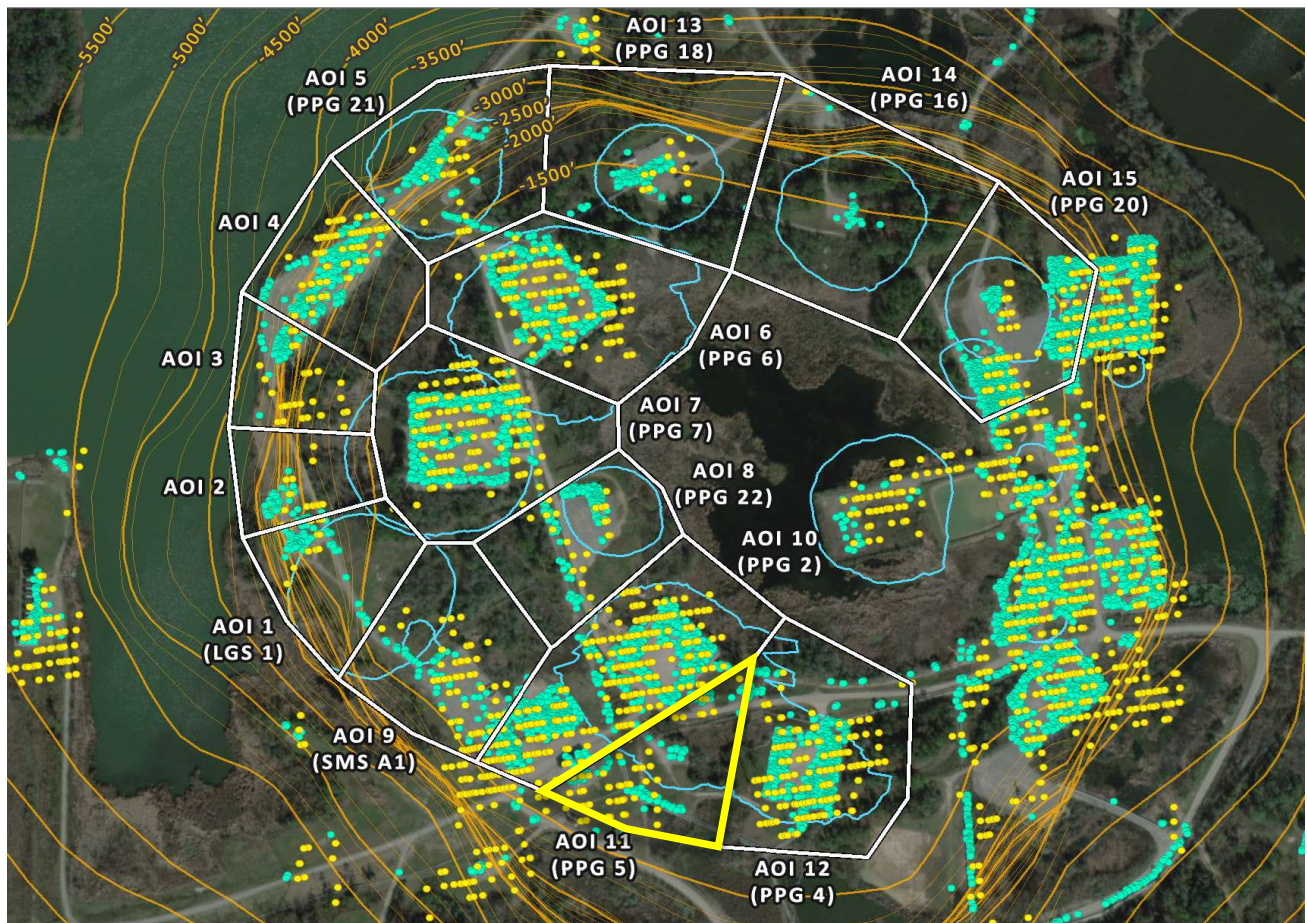 -5500'
-5000'
-4500'
-4000'
-3500'
-3000'
-2500'
-2000'
-1500'
AOI 13
(PPG 18)
AOI 5
(PPG 21)
AOI 14
(PPG 16)
AOI 15
(PPG 20)
AOI 4
AOI 3
AOI 6
(PPG 6)
AOI 7
(PPG 7)
AOI 2
AOI 8
(PPG 22)
AOI 10
(PPG 2)
AOI 1
(LGS 1)
AOI 9
(SMS A1)
AOI 11
(PPG 5)
AOI 12
(PPG 4)